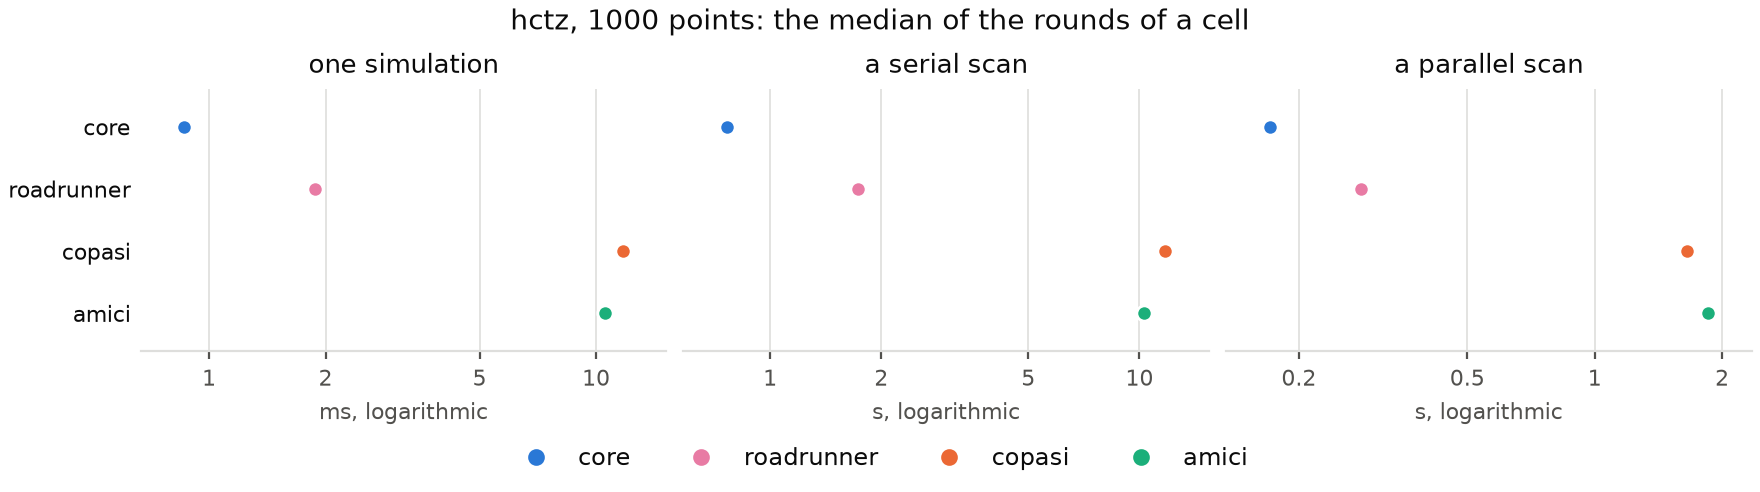 hctz, 1000 points: the median of the rounds of a cell
one simulation
a serial scan
a parallel scan
core
roadrunner
copasi
amici
1 2 5 10
1 2 5 10
0.2 0.5 1 2
ms, logarithmic
s, logarithmic
s, logarithmic
core roadrunner copasi amici